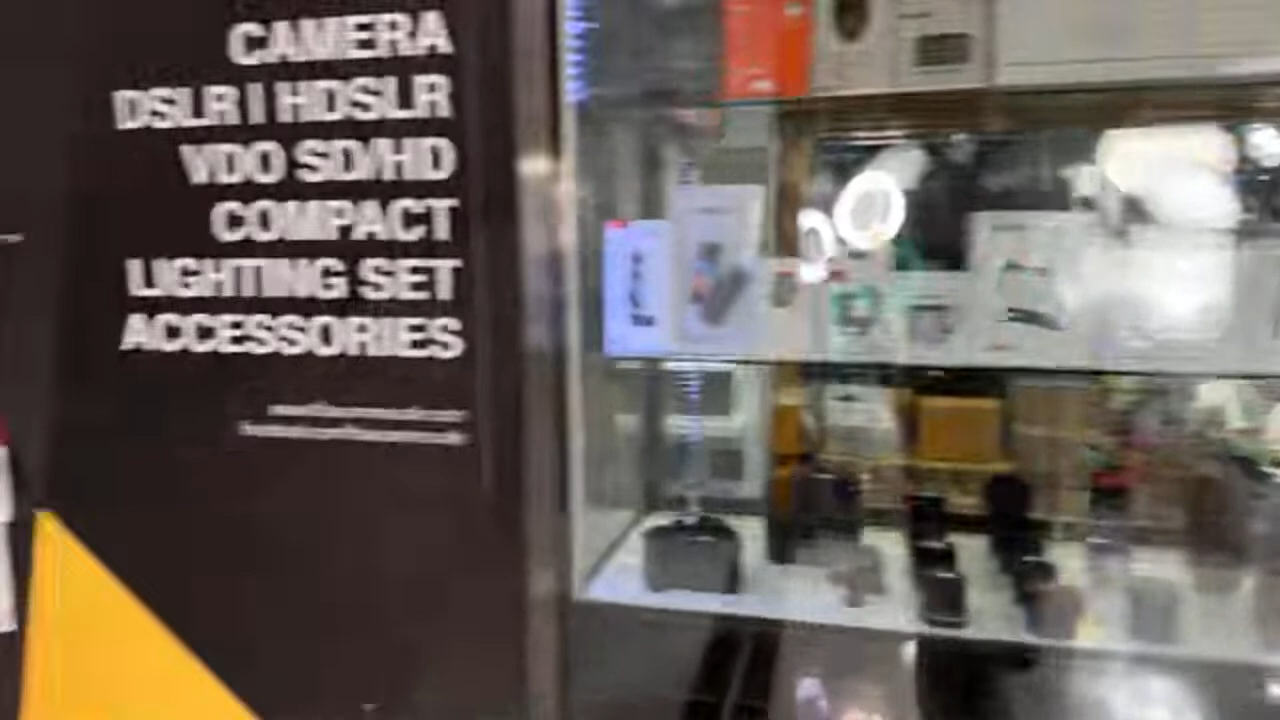 CAMERA
DSLR I HDSLR
VDO SD/HD
COMPACT
LIGHTING SET
ACCESSORIES